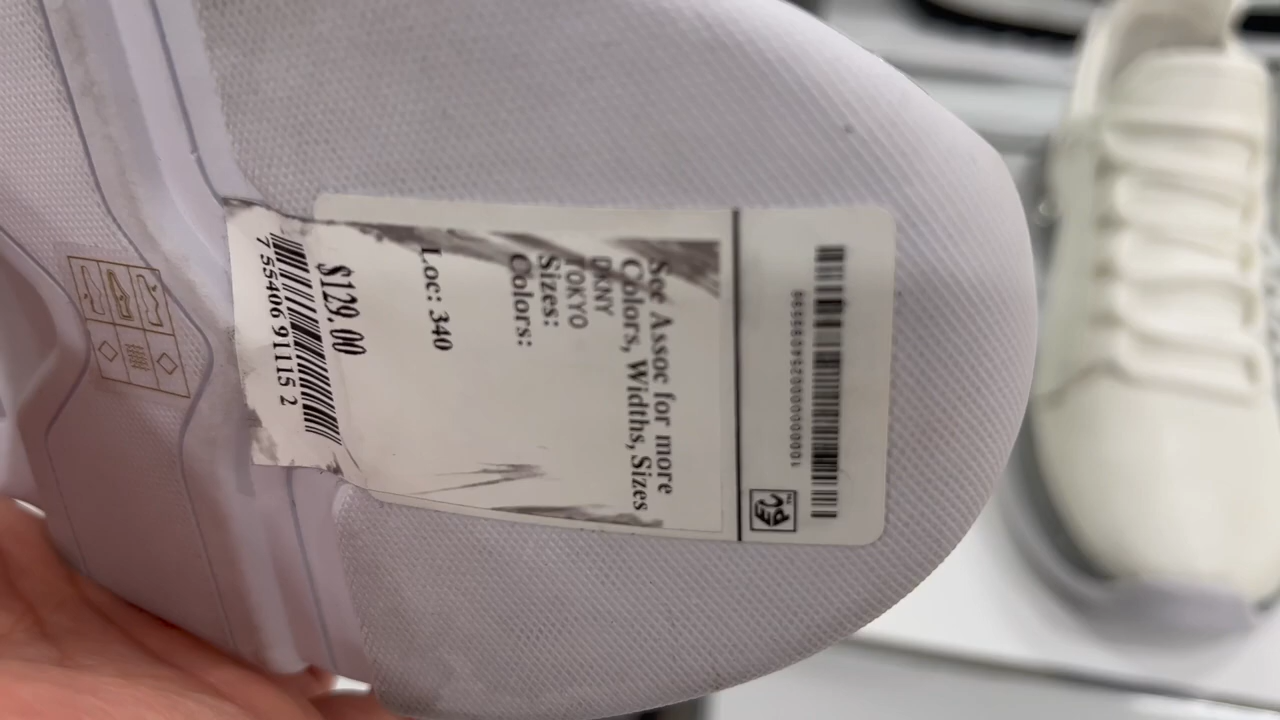 See Assoc for more
Colors, Widths, Sizes
DKNY
TOKYO
Sizes:
Colors:
Loc: 340
$129.00
7 55406 91115 2